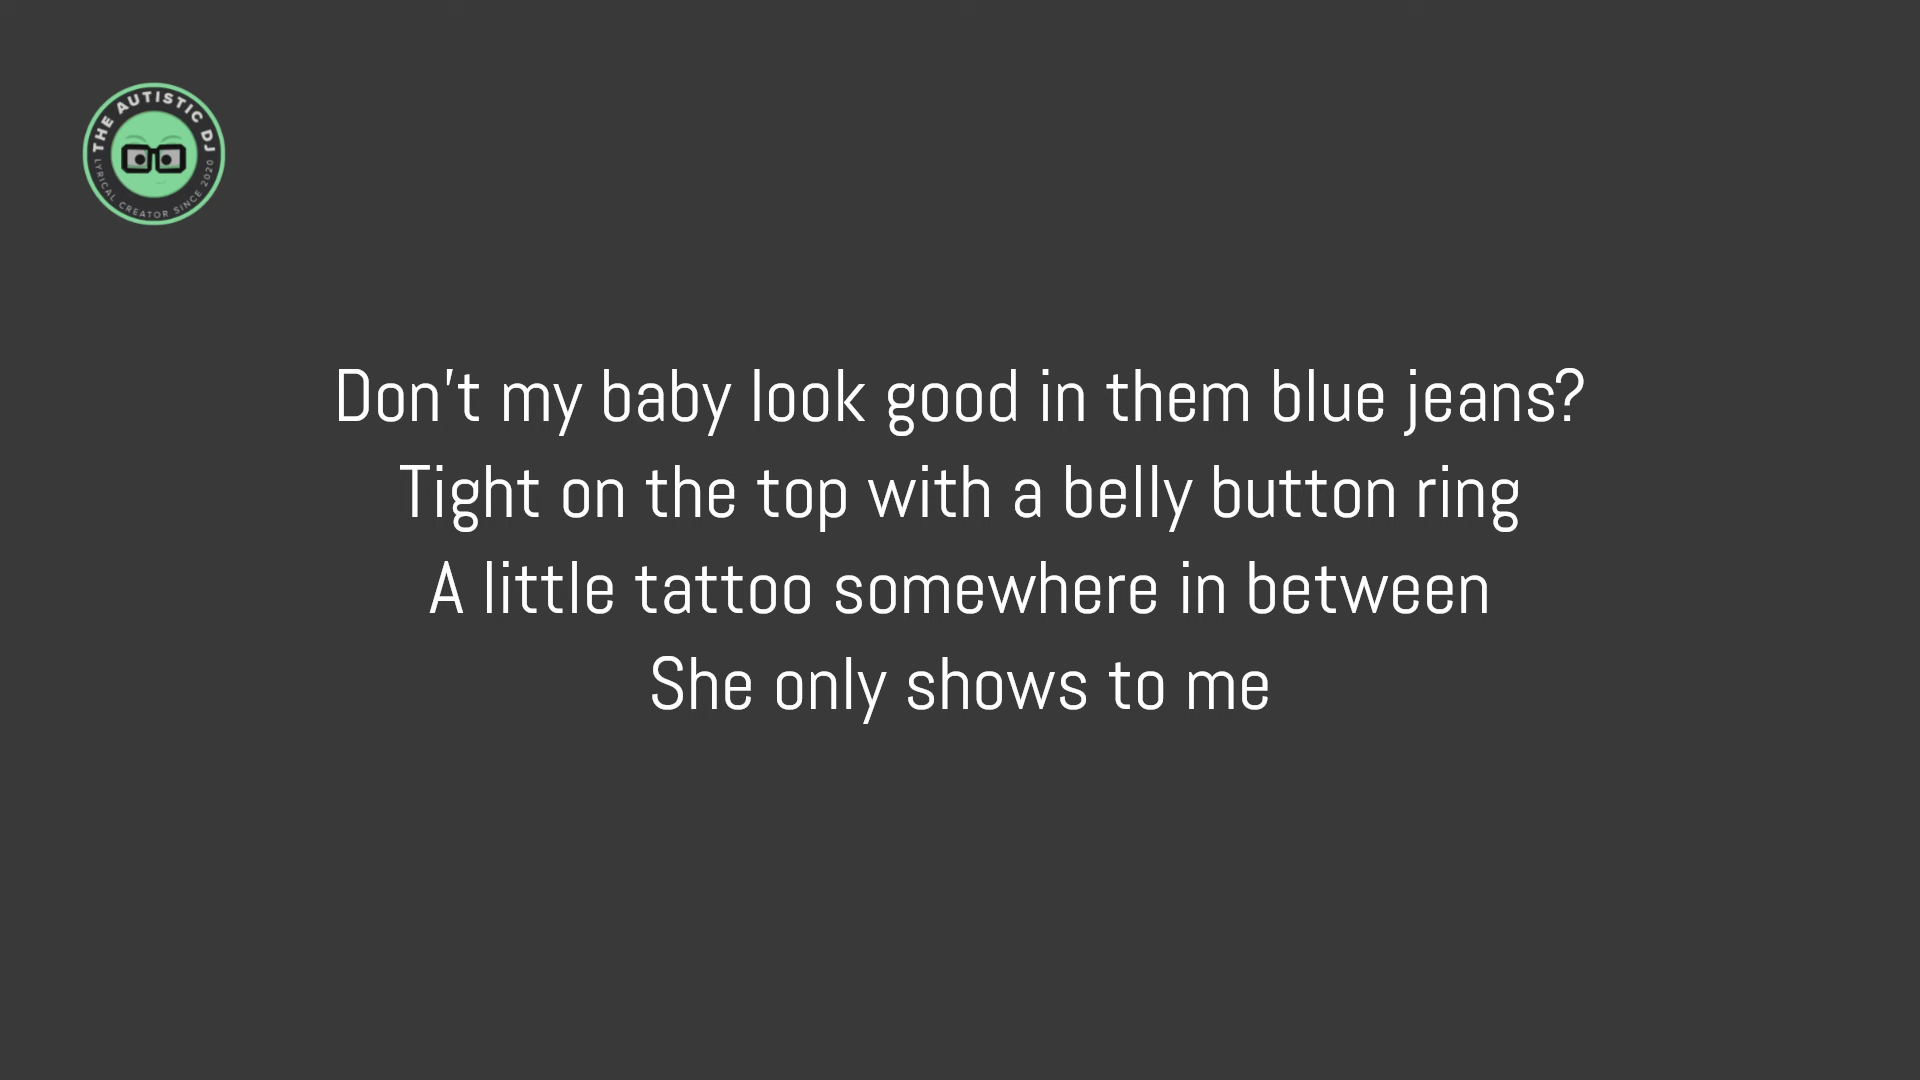 THE AUTISTIC DJ
LYRICAL CREATOR SINCE 2020
Don't my baby look good in them blue jeans?
Tight on the top with a belly button ring
A little tattoo somewhere in between
She only shows to me